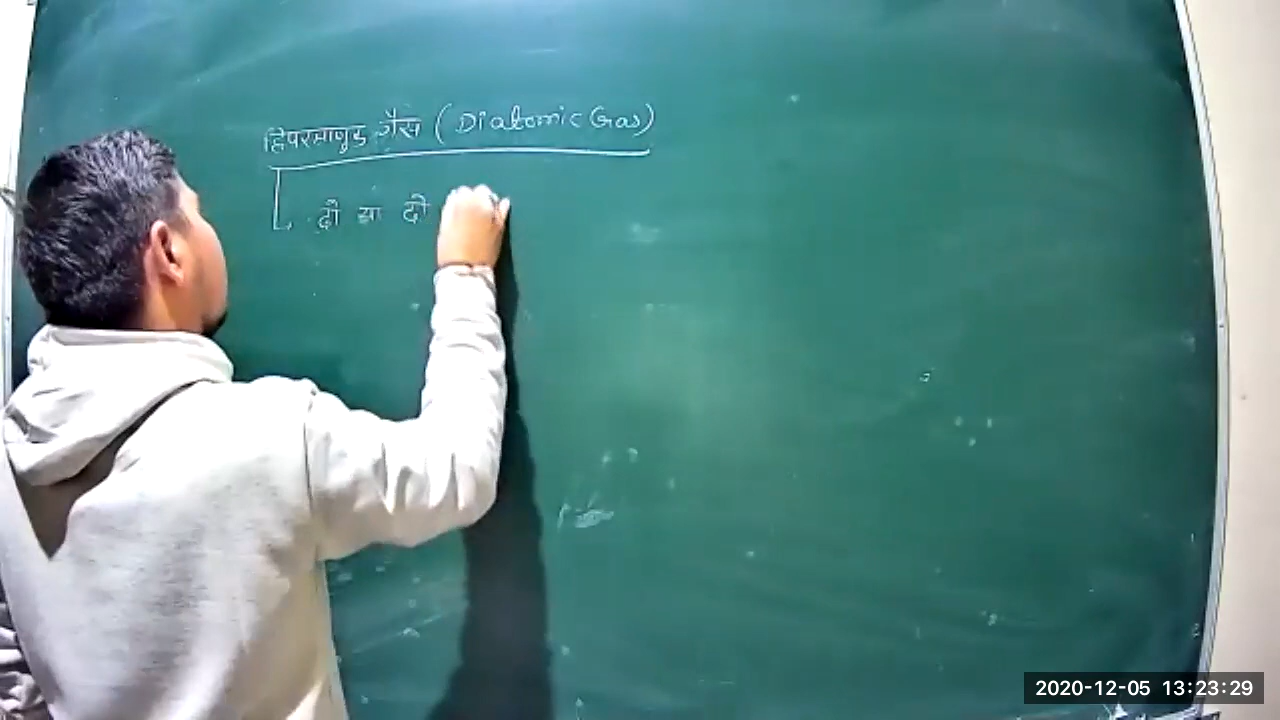 द्विपरमाणुक गैस (Diatomic Gas)
दो या दो
2020-12-05 13:23:29